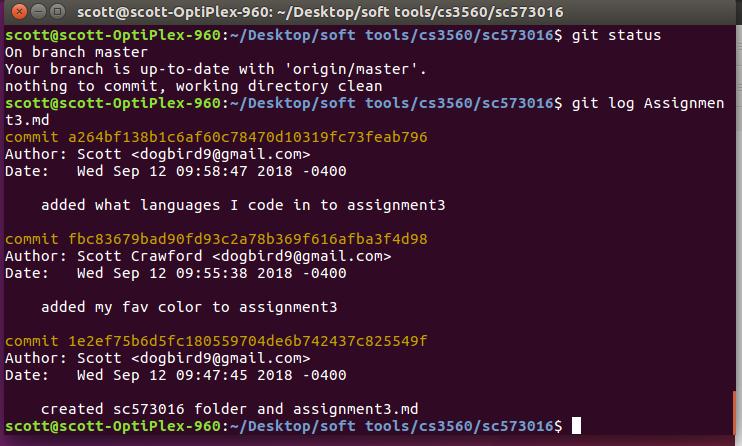 scott@scott-OptiPlex-960: ~/Desktop/soft tools/cs3560/sc573016
scott@scott-OptiPlex-960:~/Desktop/soft tools/cs3560/sc573016$ git status
On branch master
Your branch is up-to-date with 'origin/master'.
nothing to commit, working directory clean
scott@scott-OptiPlex-960:~/Desktop/soft tools/cs3560/sc573016$ git log Assignmen
t3.md
commit a264bf138b1c6af60c78470d10319fc73feab796
Author: Scott <dogbird9@gmail.com>
Date:   Wed Sep 12 09:58:47 2018 -0400

    added what languages I code in to assignment3

commit fbc83679bad90fd93c2a78b369f616afba3f4d98
Author: Scott Crawford <dogbird9@gmail.com>
Date:   Wed Sep 12 09:55:38 2018 -0400

    added my fav color to assignment3

commit 1e2ef75b6d5fc180559704de6b742437c825549f
Author: Scott <dogbird9@gmail.com>
Date:   Wed Sep 12 09:47:45 2018 -0400

    created sc573016 folder and assignment3.md
scott@scott-OptiPlex-960:~/Desktop/soft tools/cs3560/sc573016$